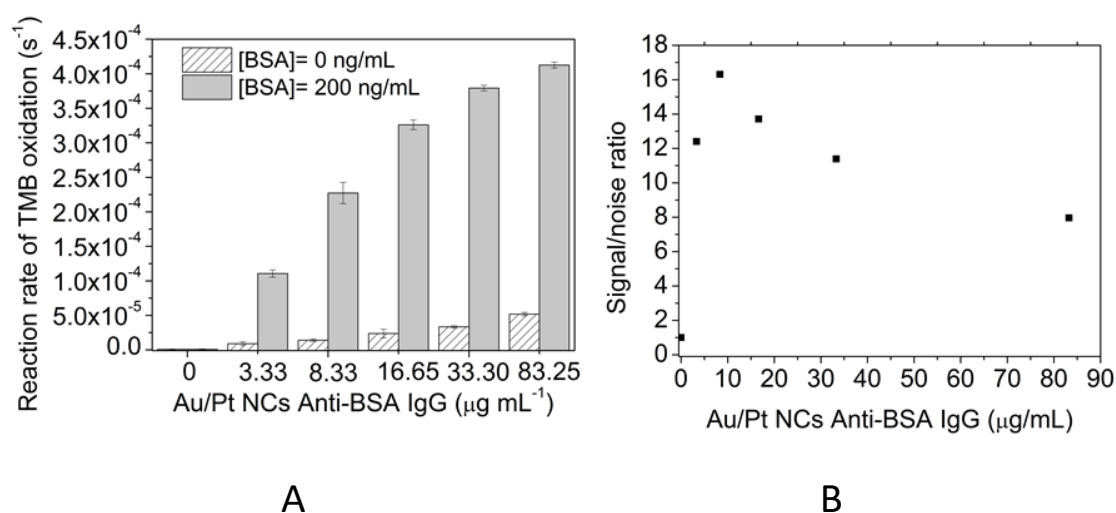 Reaction rate of TMB oxidation (s⁻¹)
4.5x10⁻⁴
4.0x10⁻⁴
3.5x10⁻⁴
3.0x10⁻⁴
2.5x10⁻⁴
2.0x10⁻⁴
1.5x10⁻⁴
1.0x10⁻⁴
5.0x10⁻⁵
0.0
[BSA]= 0 ng/mL
[BSA]= 200 ng/mL
0 3.33 8.33 16.65 33.30 83.25
Au/Pt NCs Anti-BSA IgG (μg mL⁻¹)
A
Signal/noise ratio
18
16
14
12
10
8
6
4
2
0
0 10 20 30 40 50 60 70 80 90
Au/Pt NCs Anti-BSA IgG (μg/mL)
B